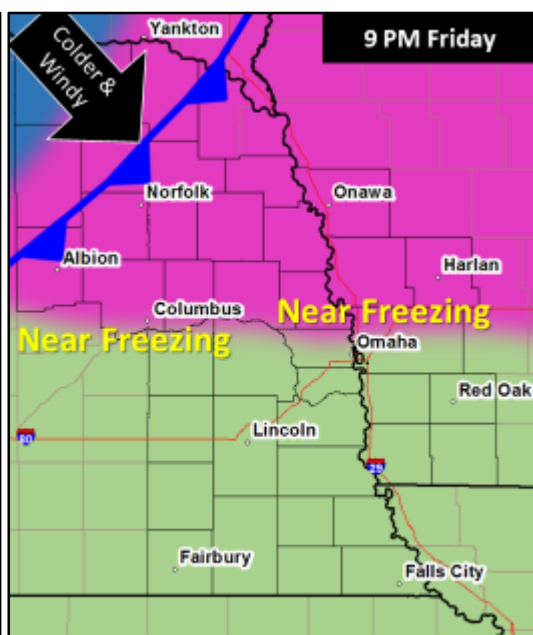 9 PM Friday
Colder &
Windy
Yankton
Norfolk
Onawa
Albion
Harlan
Columbus
Near Freezing
Near Freezing
Omaha
Red Oak
80
Lincoln
29
Fairbury
Falls City